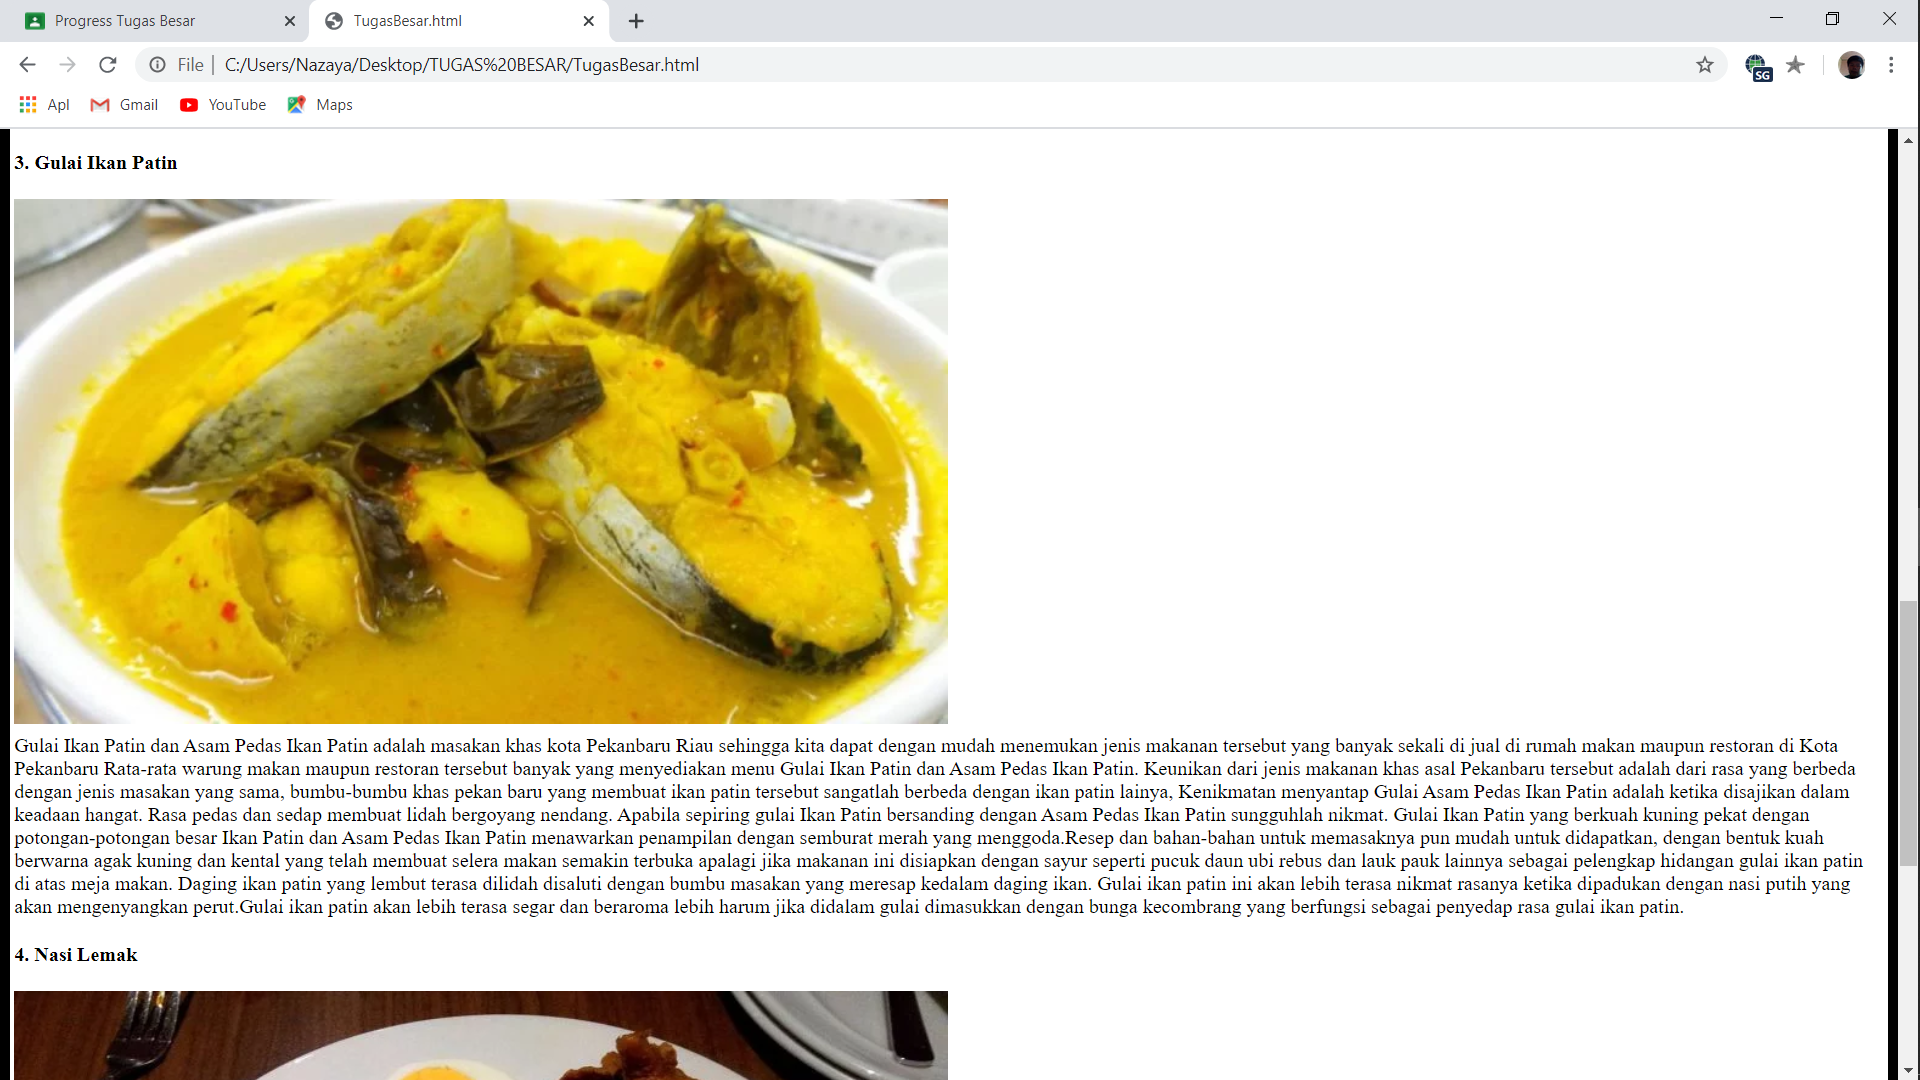 Progress Tugas Besar
TugasBesar.html
File | C:/Users/Nazaya/Desktop/TUGAS%20BESAR/TugasBesar.html
SG
Apl Gmail YouTube Maps
3. Gulai Ikan Patin
Gulai Ikan Patin dan Asam Pedas Ikan Patin adalah masakan khas kota Pekanbaru Riau sehingga kita dapat dengan mudah menemukan jenis makanan tersebut yang banyak sekali di jual di rumah makan maupun restoran di Kota
Pekanbaru Rata-rata warung makan maupun restoran tersebut banyak yang menyediakan menu Gulai Ikan Patin dan Asam Pedas Ikan Patin. Keunikan dari jenis makanan khas asal Pekanbaru tersebut adalah dari rasa yang berbeda
dengan jenis masakan yang sama, bumbu-bumbu khas pekan baru yang membuat ikan patin tersebut sangatlah berbeda dengan ikan patin lainya, Kenikmatan menyantap Gulai Asam Pedas Ikan Patin adalah ketika disajikan dalam
keadaan hangat. Rasa pedas dan sedap membuat lidah bergoyang nendang. Apabila sepiring gulai Ikan Patin bersanding dengan Asam Pedas Ikan Patin sungguhlah nikmat. Gulai Ikan Patin yang berkuah kuning pekat dengan
potongan-potongan besar Ikan Patin dan Asam Pedas Ikan Patin menawarkan penampilan dengan semburat merah yang menggoda.Resep dan bahan-bahan untuk memasaknya pun mudah untuk didapatkan, dengan bentuk kuah
berwarna agak kuning dan kental yang telah membuat selera makan semakin terbuka apalagi jika makanan ini disiapkan dengan sayur seperti pucuk daun ubi rebus dan lauk pauk lainnya sebagai pelengkap hidangan gulai ikan patin
di atas meja makan. Daging ikan patin yang lembut terasa dilidah disaluti dengan bumbu masakan yang meresap kedalam daging ikan. Gulai ikan patin ini akan lebih terasa nikmat rasanya ketika dipadukan dengan nasi putih yang
akan mengenyangkan perut.Gulai ikan patin akan lebih terasa segar dan beraroma lebih harum jika didalam gulai dimasukkan dengan bunga kecombrang yang berfungsi sebagai penyedap rasa gulai ikan patin.
4. Nasi Lemak